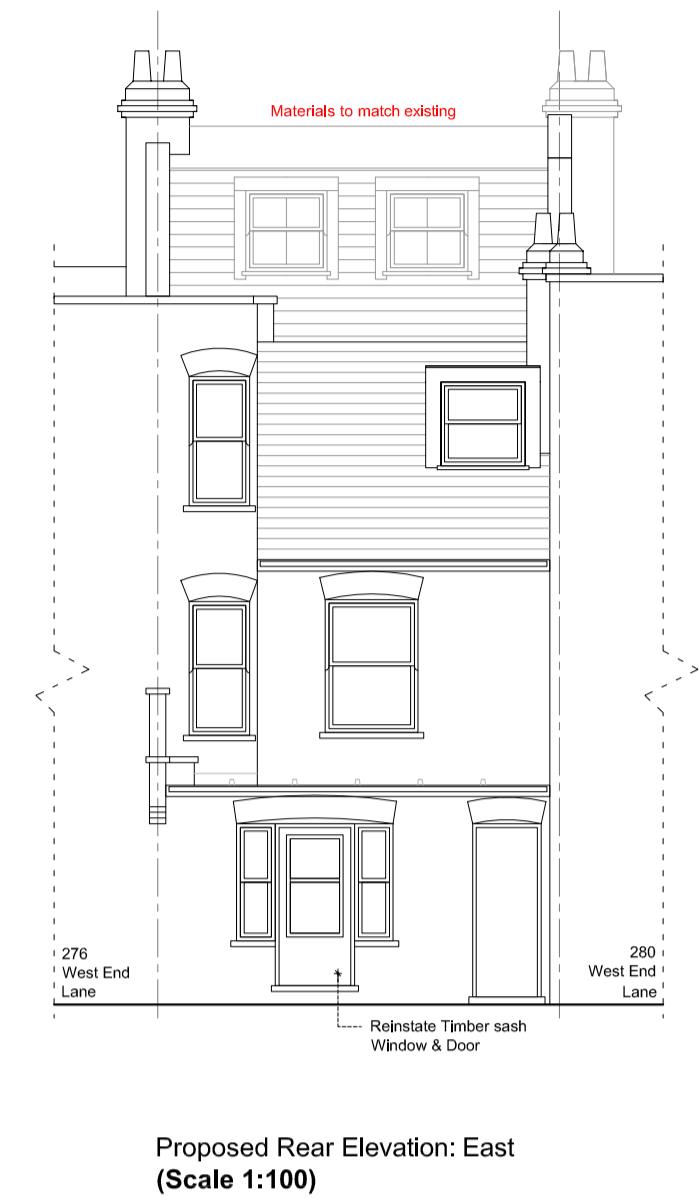 Materials to match existing
276
West End
Lane
280
West End
Lane
Reinstate Timber sash
Window & Door
Proposed Rear Elevation: East
(Scale 1:100)